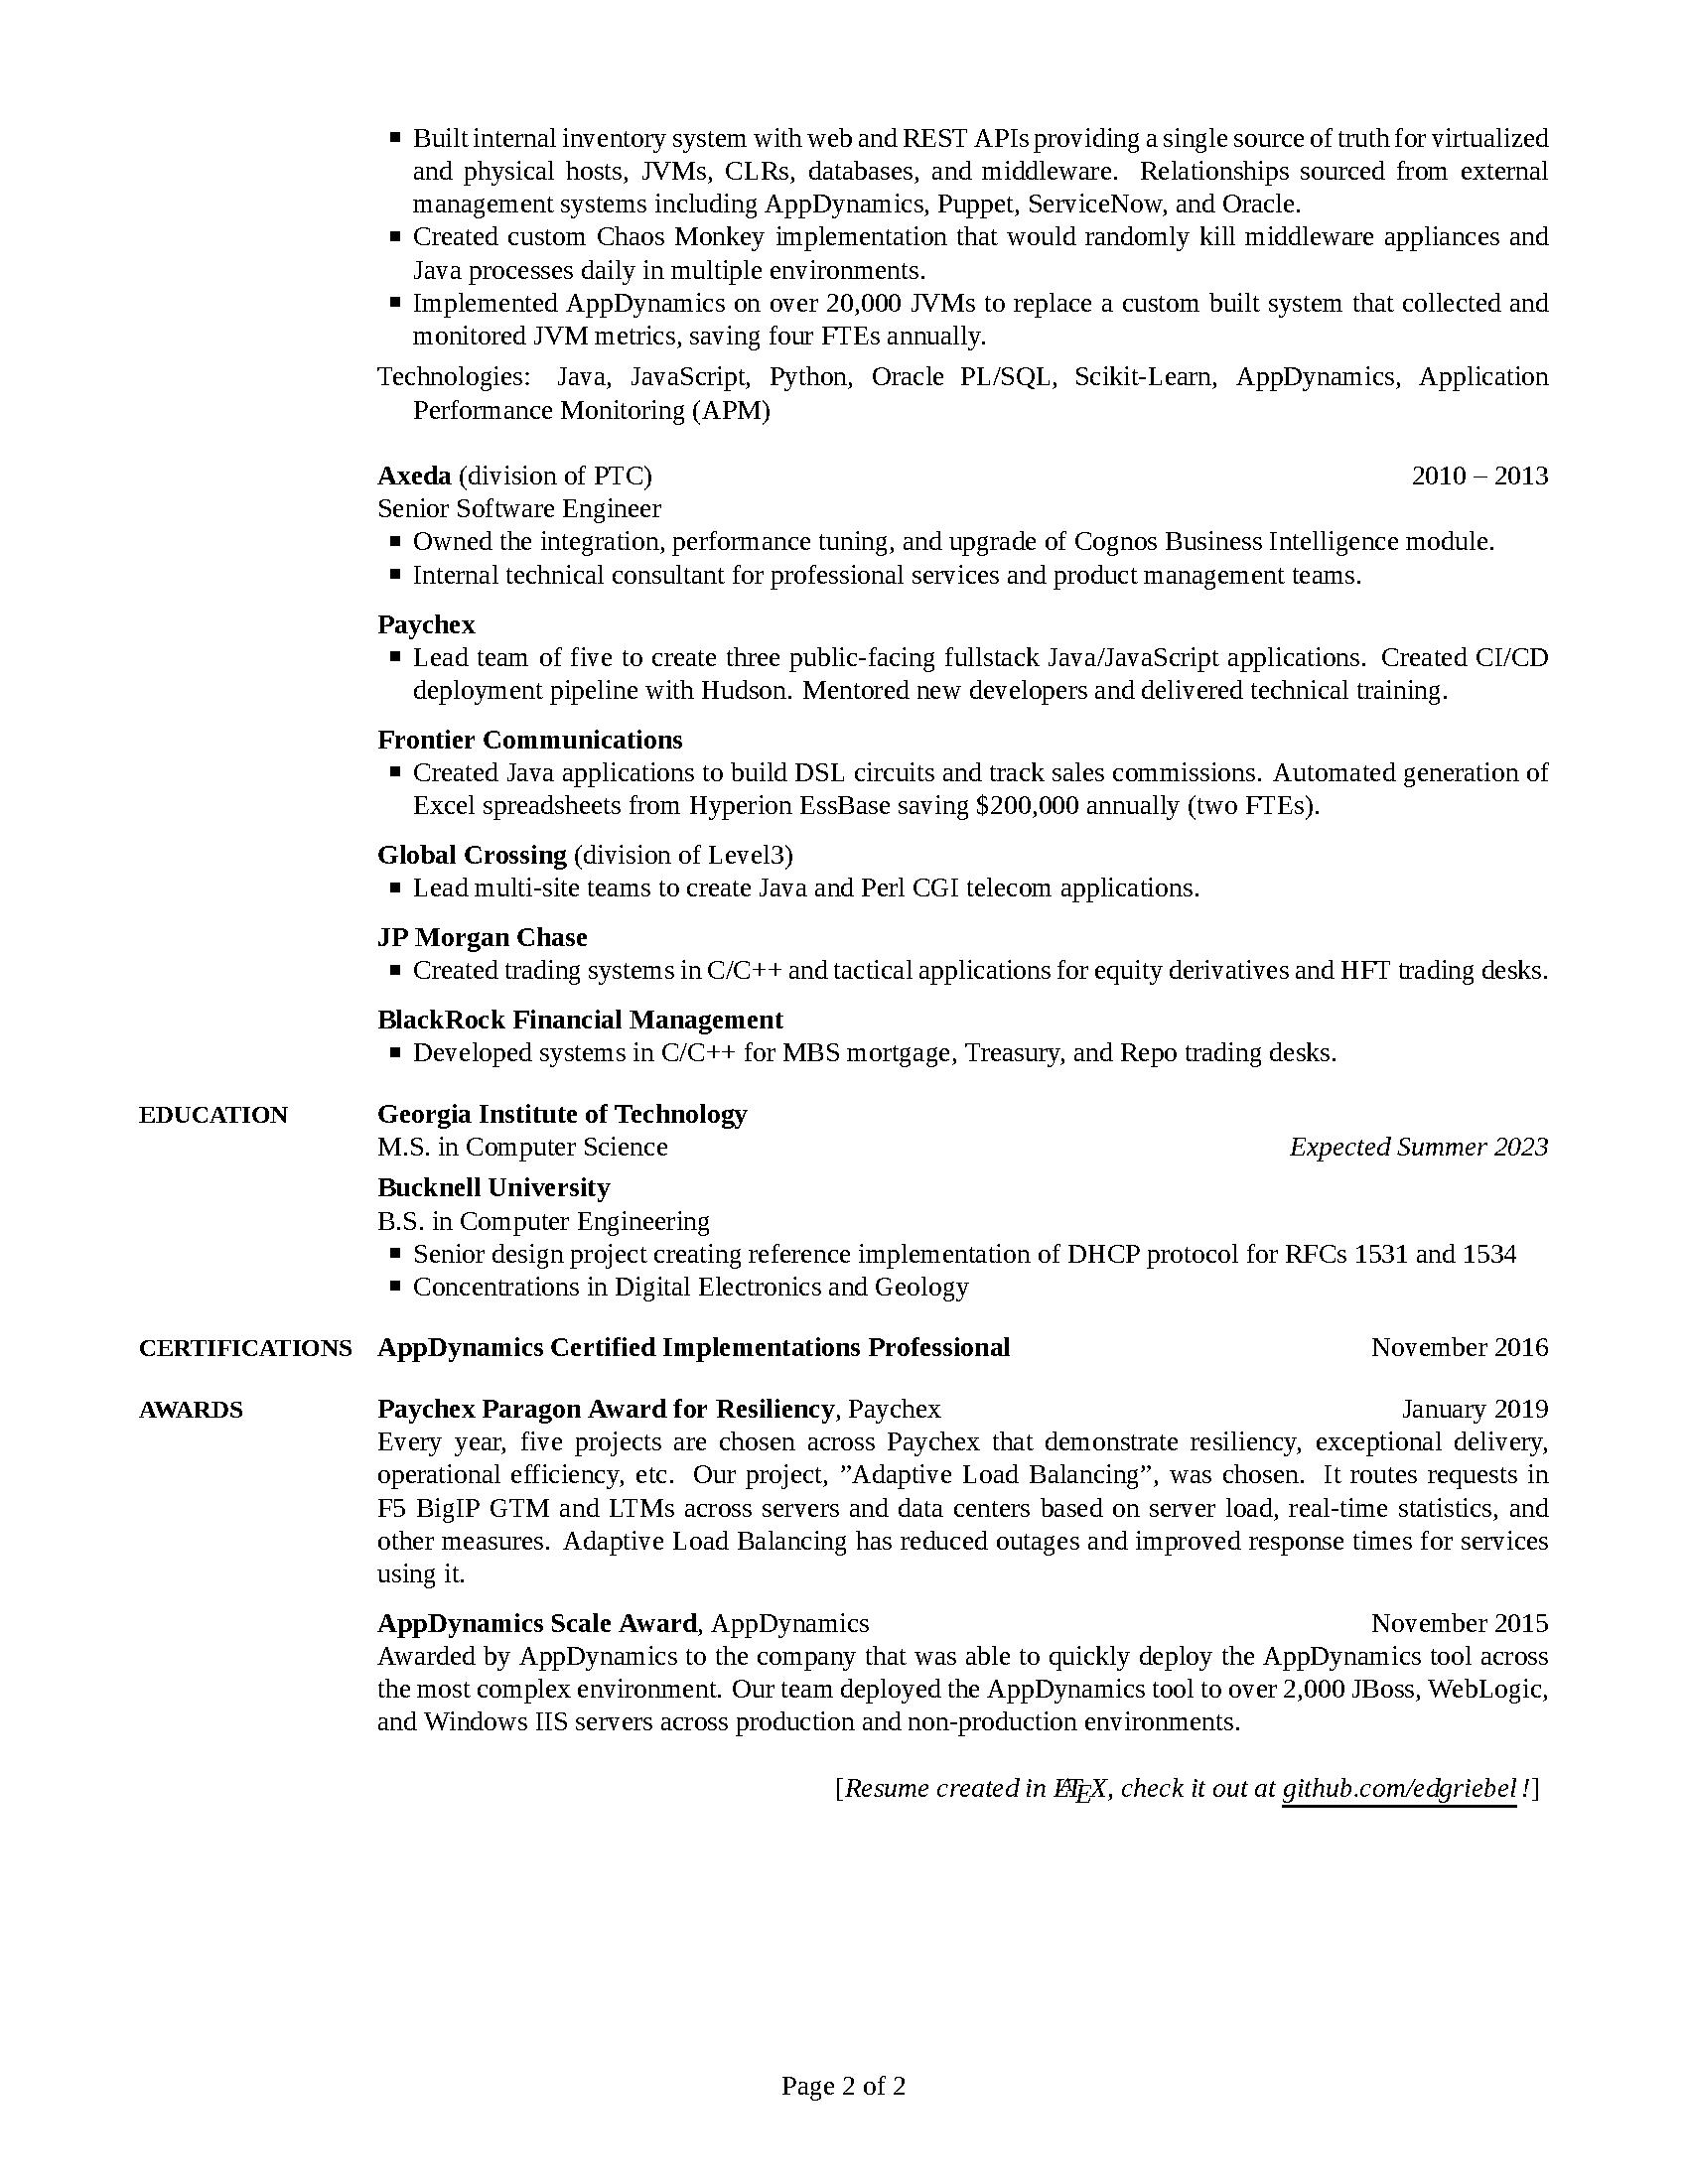 ▪ Built internal inventory system with web and REST APIs providing a single source of truth for virtualized
and physical hosts, JVMs, CLRs, databases, and middleware. Relationships sourced from external
management systems including AppDynamics, Puppet, ServiceNow, and Oracle.
▪ Created custom Chaos Monkey implementation that would randomly kill middleware appliances and
Java processes daily in multiple environments.
▪ Implemented AppDynamics on over 20,000 JVMs to replace a custom built system that collected and
monitored JVM metrics, saving four FTEs annually.
Technologies: Java, JavaScript, Python, Oracle PL/SQL, Scikit-Learn, AppDynamics, Application
Performance Monitoring (APM)
Axeda (division of PTC) 2010 – 2013
Senior Software Engineer
▪ Owned the integration, performance tuning, and upgrade of Cognos Business Intelligence module.
▪ Internal technical consultant for professional services and product management teams.
Paychex
▪ Lead team of five to create three public-facing fullstack Java/JavaScript applications. Created CI/CD
deployment pipeline with Hudson. Mentored new developers and delivered technical training.
Frontier Communications
▪ Created Java applications to build DSL circuits and track sales commissions. Automated generation of
Excel spreadsheets from Hyperion EssBase saving $200,000 annually (two FTEs).
Global Crossing (division of Level3)
▪ Lead multi-site teams to create Java and Perl CGI telecom applications.
JP Morgan Chase
▪ Created trading systems in C/C++ and tactical applications for equity derivatives and HFT trading desks.
BlackRock Financial Management
▪ Developed systems in C/C++ for MBS mortgage, Treasury, and Repo trading desks.
EDUCATION Georgia Institute of Technology
M.S. in Computer Science Expected Summer 2023
Bucknell University
B.S. in Computer Engineering
▪ Senior design project creating reference implementation of DHCP protocol for RFCs 1531 and 1534
▪ Concentrations in Digital Electronics and Geology
CERTIFICATIONS AppDynamics Certified Implementations Professional November 2016
AWARDS Paychex Paragon Award for Resiliency, Paychex January 2019
Every year, five projects are chosen across Paychex that demonstrate resiliency, exceptional delivery,
operational efficiency, etc. Our project, ”Adaptive Load Balancing”, was chosen. It routes requests in
F5 BigIP GTM and LTMs across servers and data centers based on server load, real-time statistics, and
other measures. Adaptive Load Balancing has reduced outages and improved response times for services
using it.
AppDynamics Scale Award, AppDynamics November 2015
Awarded by AppDynamics to the company that was able to quickly deploy the AppDynamics tool across
the most complex environment. Our team deployed the AppDynamics tool to over 2,000 JBoss, WebLogic,
and Windows IIS servers across production and non-production environments.
[Resume created in LATEX, check it out at github.com/edgriebel !]
Page 2 of 2